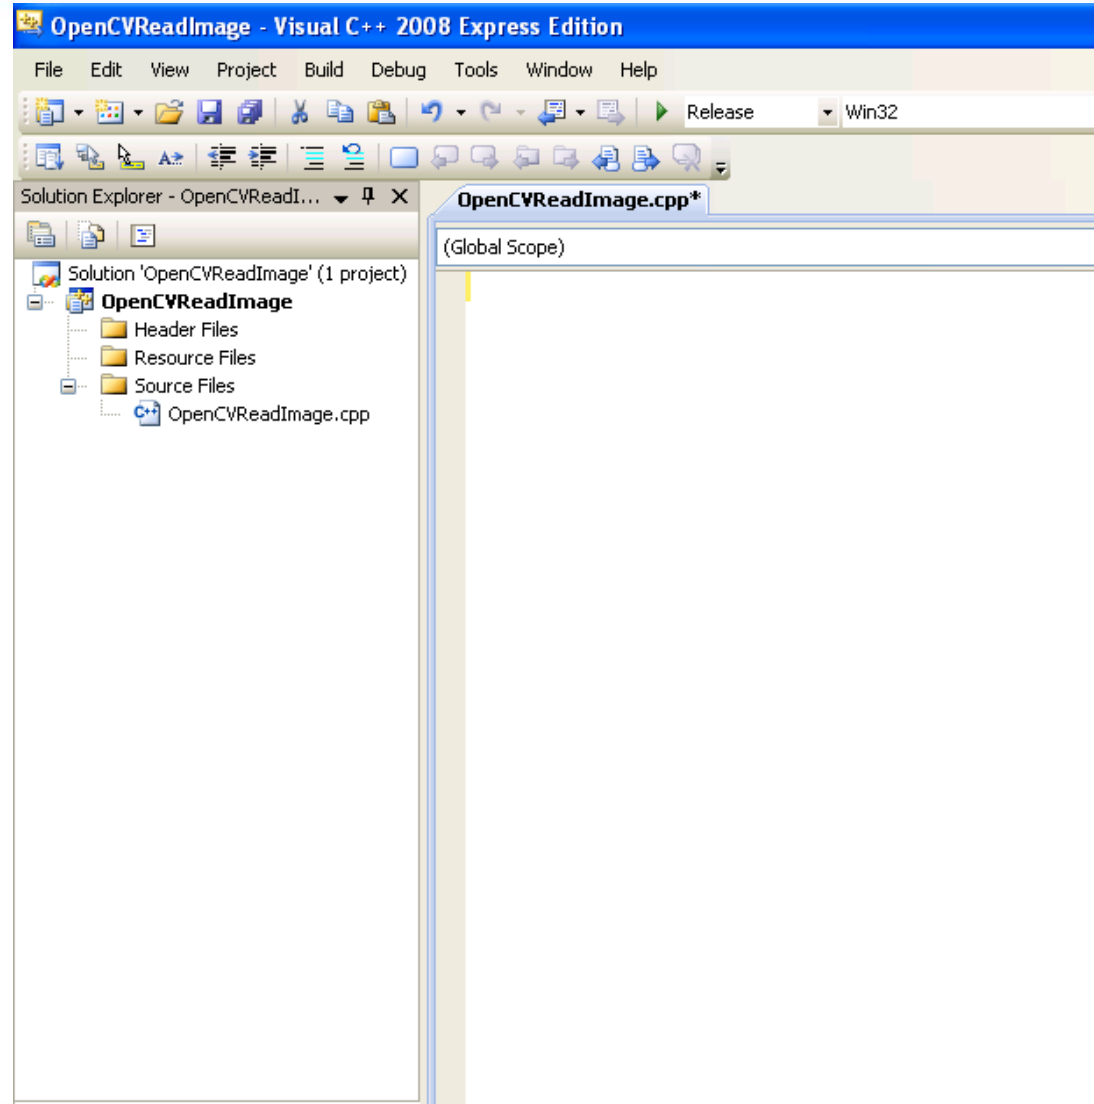 OpenCVReadImage - Visual C++ 2008 Express Edition
File Edit View Project Build Debug Tools Window Help
Release Win32
Solution Explorer - OpenCVReadI...
OpenCVReadImage.cpp*
(Global Scope)
Solution 'OpenCVReadImage' (1 project)
OpenCVReadImage
Header Files
Resource Files
Source Files
OpenCVReadImage.cpp